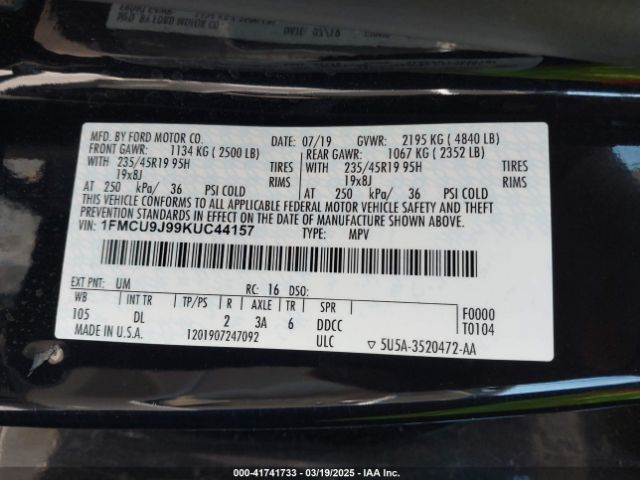 MFD. BY FORD MOTOR CO.
DATE: 07/19 GVWR: 2195 KG ( 4840 LB)
FRONT GAWR: 1134 KG ( 2500 LB) REAR GAWR: 1067 KG ( 2352 LB)
WITH 235/45R19 95H TIRES WITH 235/45R19 95H TIRES
19x8J RIMS 19x8J RIMS
AT 250 kPa/ 36 PSI COLD AT 250 kPa/ 36 PSI COLD
THIS VEHICLE CONFORMS TO ALL APPLICABLE FEDERAL MOTOR VEHICLE SAFETY AND THEFT
PREVENTION STANDARDS IN EFFECT ON THE DATE OF MANUFACTURE SHOWN ABOVE.
VIN: 1FMCU9J99KUC44157 TYPE: MPV
EXT PNT: UM RC: 16 DSO:
WB INT TR TP/PS R AXLE TR SPR F0000
105 DL 2 3A 6 DDCC T0104
MADE IN U.S.A. 1201907247092 ULC ▽ 5U5A-3520472-AA
000-41741733 - 03/19/2025 - IAA Inc.